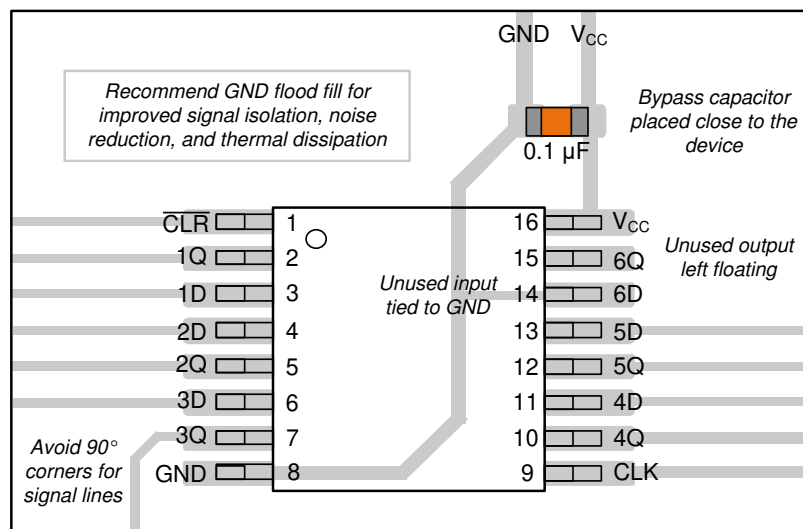 GND V_CC
Recommend GND flood fill for
improved signal isolation, noise
reduction, and thermal dissipation
Bypass capacitor
placed close to the
device
0.1 µF
C̅L̅R̅ 1 16 V_CC
1Q 2 15 6Q
Unused output
left floating
1D 3 14 6D
Unused input
tied to GND
2D 4 13 5D
2Q 5 12 5Q
3D 6 11 4D
3Q 7 10 4Q
GND 8 9 CLK
Avoid 90°
corners for
signal lines